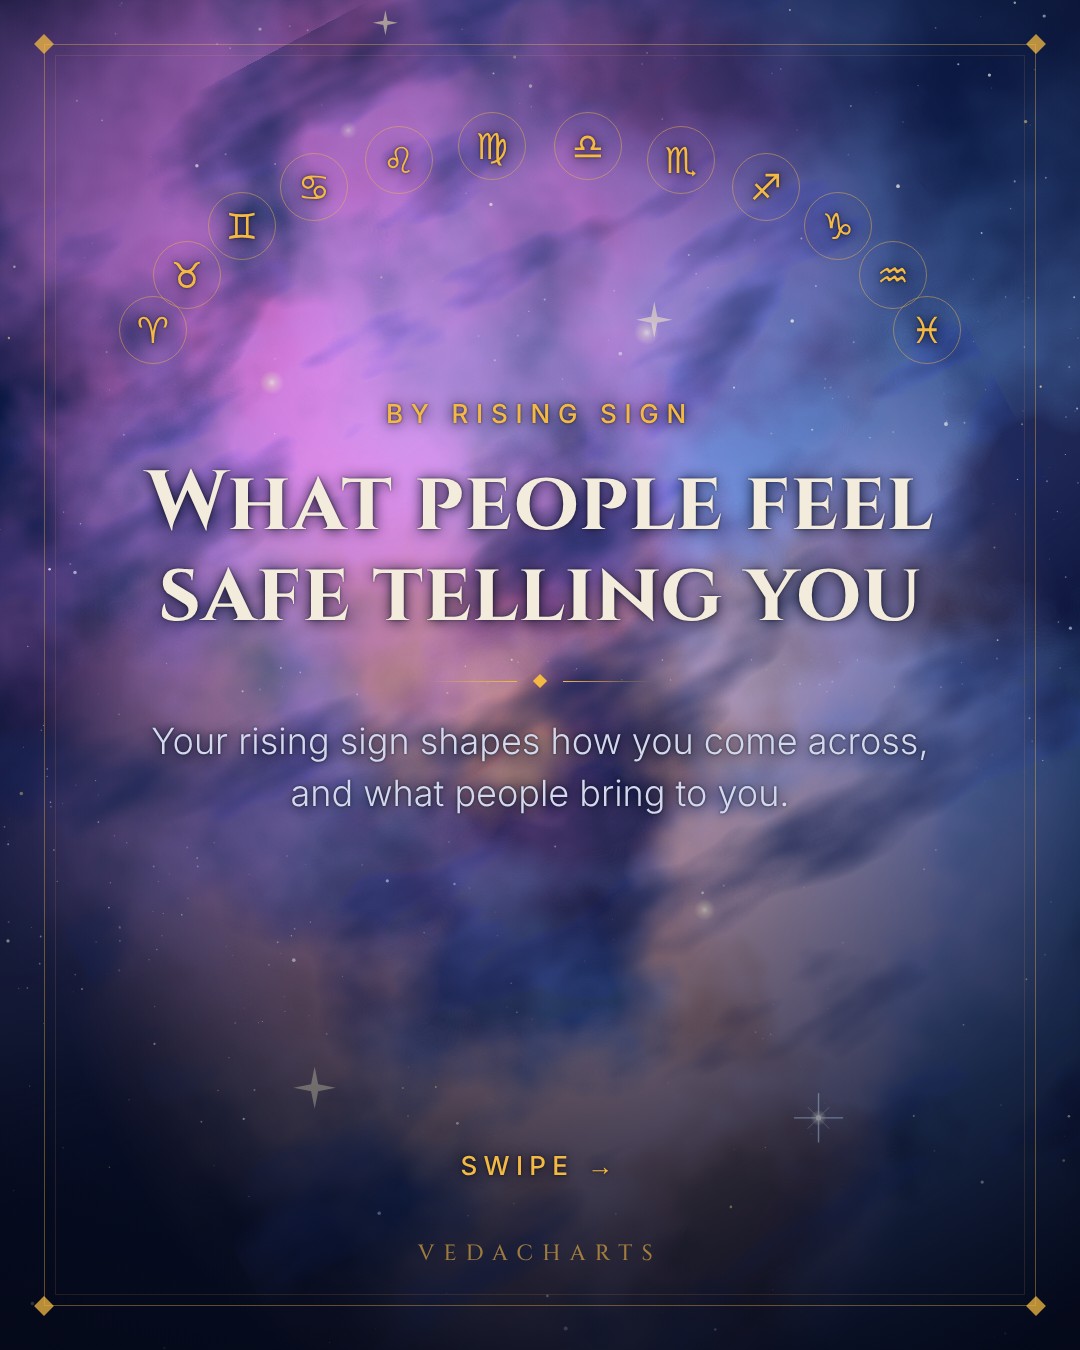 ♈︎ ♉︎ ♊︎ ♋︎ ♌︎ ♍︎ ♎︎ ♏︎ ♐︎ ♑︎ ♒︎ ♓︎
BY RISING SIGN
WHAT PEOPLE FEEL
SAFE TELLING YOU
Your rising sign shapes how you come across,
and what people bring to you.
SWIPE →
VEDACHARTS